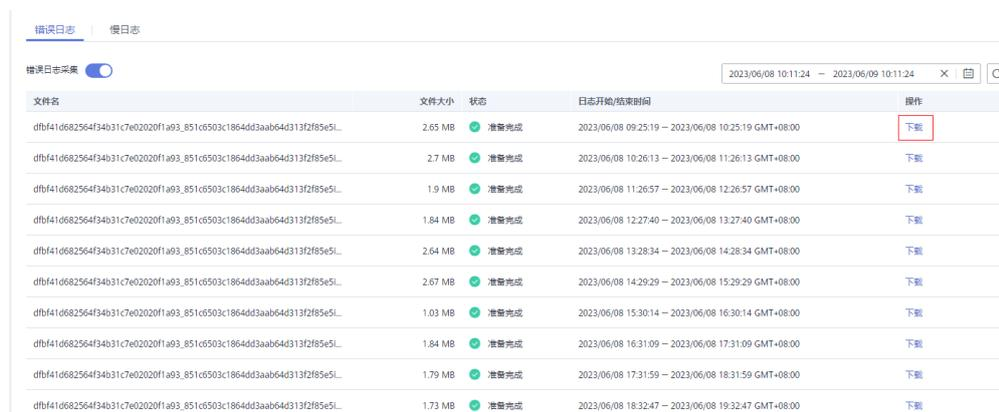 错误日志 慢日志
错误日志采集
2023/06/08 10:11:24 — 2023/06/09 10:11:24
文件名 文件大小 状态 日志开始/结束时间 操作
dfbf41d682564f34b31c7e02020f1a93_851c6503c1864dd3aab64d313f2f85e5i... 2.65 MB 准备完成 2023/06/08 09:25:19 — 2023/06/08 10:25:19 GMT+08:00 下载
dfbf41d682564f34b31c7e02020f1a93_851c6503c1864dd3aab64d313f2f85e5i... 2.7 MB 准备完成 2023/06/08 10:26:13 — 2023/06/08 11:26:13 GMT+08:00 下载
dfbf41d682564f34b31c7e02020f1a93_851c6503c1864dd3aab64d313f2f85e5i... 1.9 MB 准备完成 2023/06/08 11:26:57 — 2023/06/08 12:26:57 GMT+08:00 下载
dfbf41d682564f34b31c7e02020f1a93_851c6503c1864dd3aab64d313f2f85e5i... 1.84 MB 准备完成 2023/06/08 12:27:40 — 2023/06/08 13:27:40 GMT+08:00 下载
dfbf41d682564f34b31c7e02020f1a93_851c6503c1864dd3aab64d313f2f85e5i... 2.64 MB 准备完成 2023/06/08 13:28:34 — 2023/06/08 14:28:34 GMT+08:00 下载
dfbf41d682564f34b31c7e02020f1a93_851c6503c1864dd3aab64d313f2f85e5i... 2.67 MB 准备完成 2023/06/08 14:29:29 — 2023/06/08 15:29:29 GMT+08:00 下载
dfbf41d682564f34b31c7e02020f1a93_851c6503c1864dd3aab64d313f2f85e5i... 1.03 MB 准备完成 2023/06/08 15:30:14 — 2023/06/08 16:30:14 GMT+08:00 下载
dfbf41d682564f34b31c7e02020f1a93_851c6503c1864dd3aab64d313f2f85e5i... 1.84 MB 准备完成 2023/06/08 16:31:09 — 2023/06/08 17:31:09 GMT+08:00 下载
dfbf41d682564f34b31c7e02020f1a93_851c6503c1864dd3aab64d313f2f85e5i... 1.79 MB 准备完成 2023/06/08 17:31:59 — 2023/06/08 18:31:59 GMT+08:00 下载
dfbf41d682564f34b31c7e02020f1a93_851c6503c1864dd3aab64d313f2f85e5i... 1.73 MB 准备完成 2023/06/08 18:32:47 — 2023/06/08 19:32:47 GMT+08:00 下载